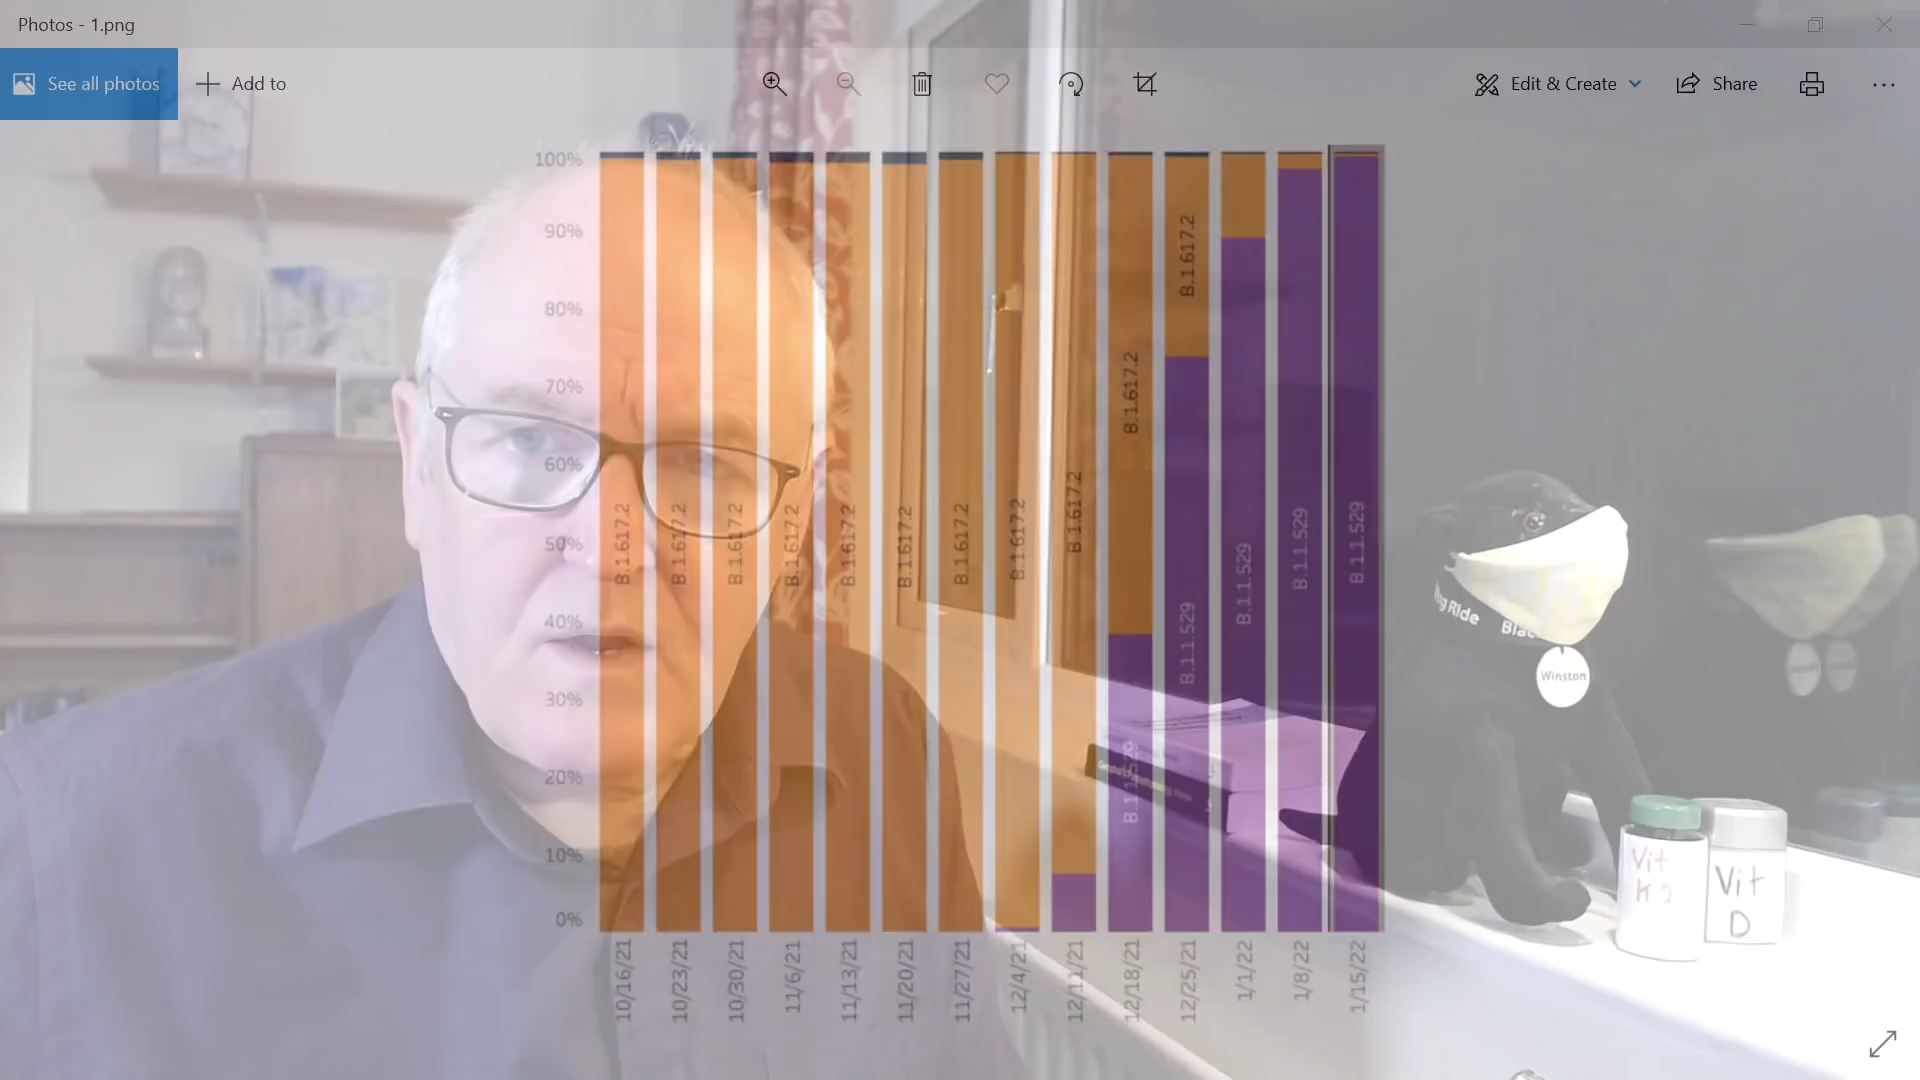 Photos - 1.png
See all photos
Add to
Edit & Create
Share
100%
90%
80%
70%
60%
50%
40%
30%
20%
10%
0%
B.1.617.2
B.1.617.2
B.1.617.2
B.1.617.2
B.1.617.2
B.1.617.2
B.1.617.2
B.1.617.2
B.1.617.2
B.1.617.2
B.1.1.529
B.1.617.2
B.1.1.529
B.1.1.529
B.1.1.529
B.1.1.529
10/16/21
10/23/21
10/30/21
11/6/21
11/13/21
11/20/21
11/27/21
12/4/21
12/11/21
12/18/21
12/25/21
1/1/22
1/8/22
1/15/22
Ride
Winston
Vit
K2
Vit
D